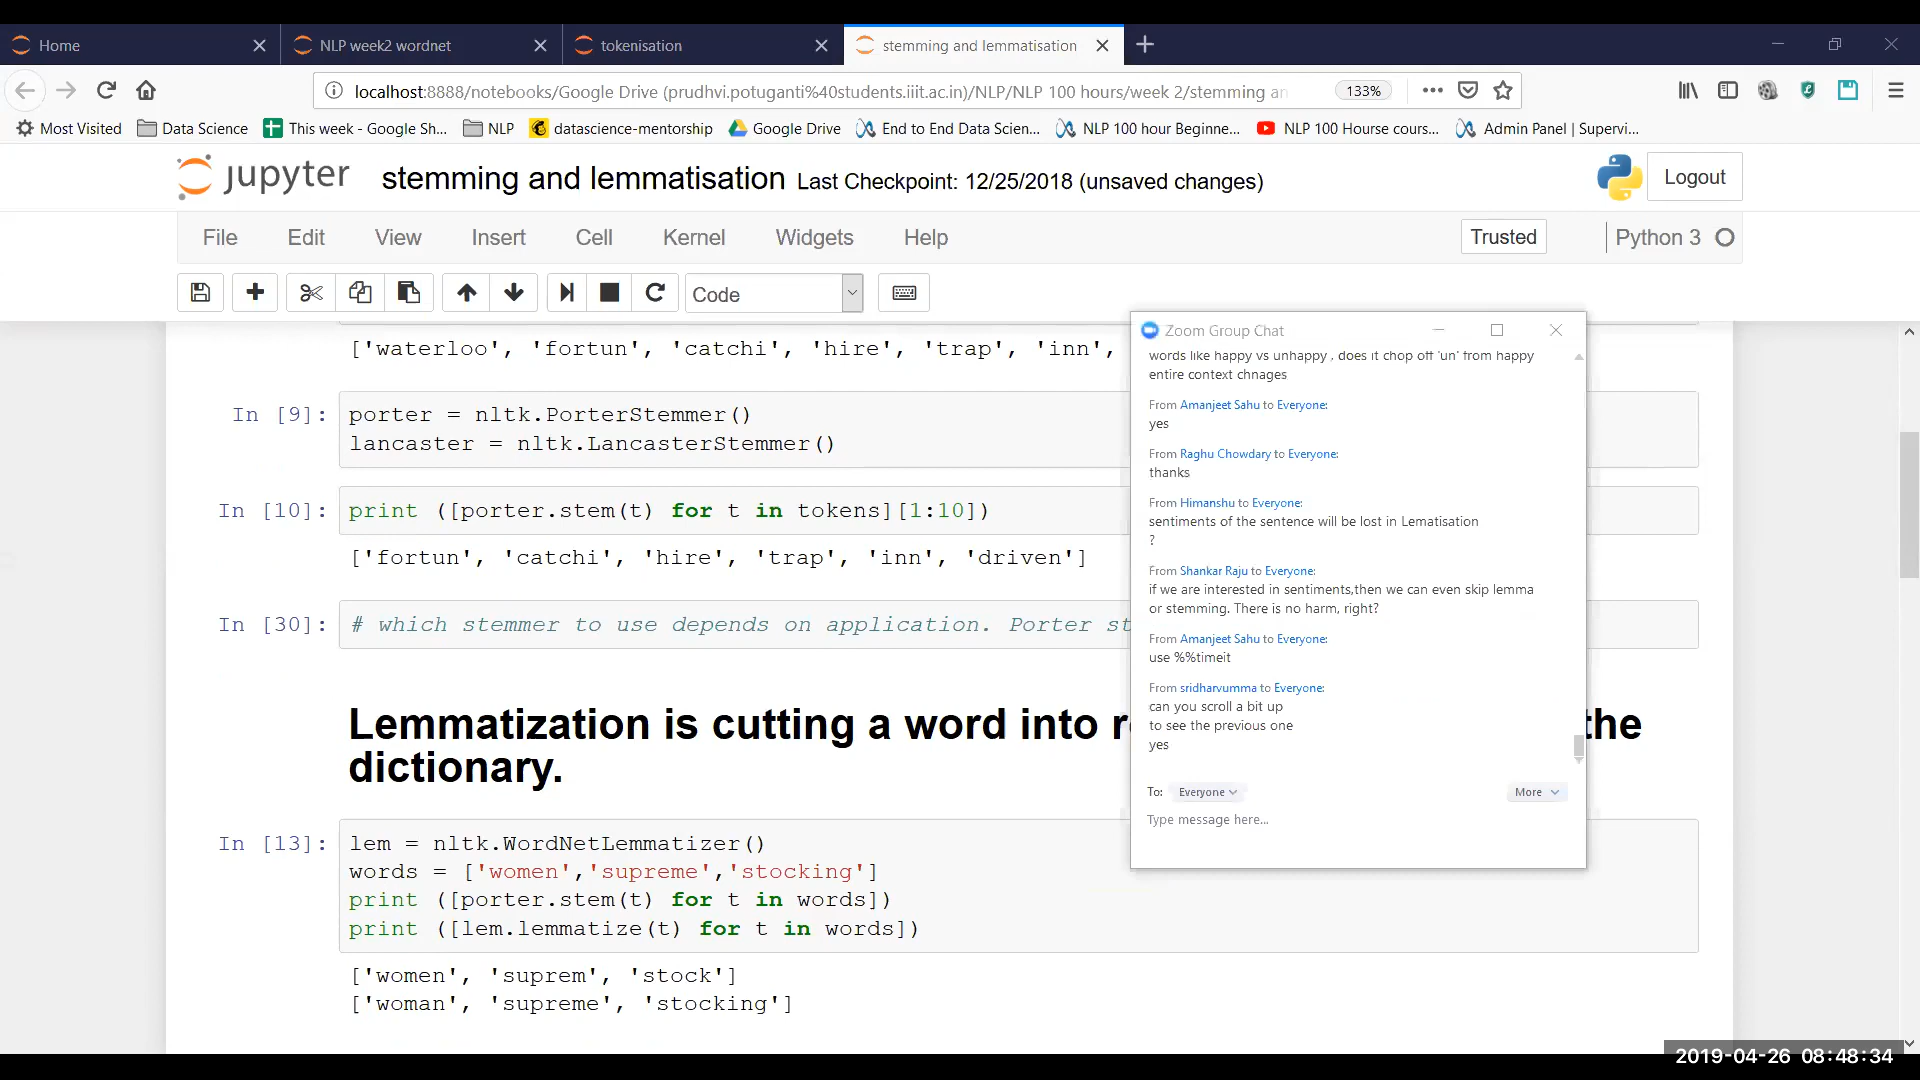 Home
NLP week2 wordnet
tokenisation
stemming and lemmatisation
localhost:8888/notebooks/Google Drive (prudhvi.potuganti%40students.iiit.ac.in)/NLP/NLP 100 hours/week 2/stemming an
133%
Most Visited
Data Science
This week - Google Sh...
NLP
datascience-mentorship
Google Drive
End to End Data Scien...
NLP 100 hour Beginne...
NLP 100 Hourse cours...
Admin Panel | Supervi...
jupyter
stemming and lemmatisation Last Checkpoint: 12/25/2018 (unsaved changes)
Logout
File Edit View Insert Cell Kernel Widgets Help
Trusted
Python 3
Code
['waterloo', 'fortun', 'catchi', 'hire', 'trap', 'inn',
In [9]: porter = nltk.PorterStemmer()
lancaster = nltk.LancasterStemmer()
In [10]: print ([porter.stem(t) for t in tokens][1:10])
['fortun', 'catchi', 'hire', 'trap', 'inn', 'driven']
In [30]: # which stemmer to use depends on application. Porter st
Lemmatization is cutting a word into r the
dictionary.
In [13]: lem = nltk.WordNetLemmatizer()
words = ['women','supreme','stocking']
print ([porter.stem(t) for t in words])
print ([lem.lemmatize(t) for t in words])
['women', 'suprem', 'stock']
['woman', 'supreme', 'stocking']
Zoom Group Chat
words like happy vs unhappy , does it chop off 'un' from happy
entire context chnages
From Amanjeet Sahu to Everyone:
yes
From Raghu Chowdary to Everyone:
thanks
From Himanshu to Everyone:
sentiments of the sentence will be lost in Lematisation
?
From Shankar Raju to Everyone:
if we are interested in sentiments,then we can even skip lemma
or stemming. There is no harm, right?
From Amanjeet Sahu to Everyone:
use %%timeit
From sridharvumma to Everyone:
can you scroll a bit up
to see the previous one
yes
To: Everyone
More
Type message here...
2019-04-26 08:48:34